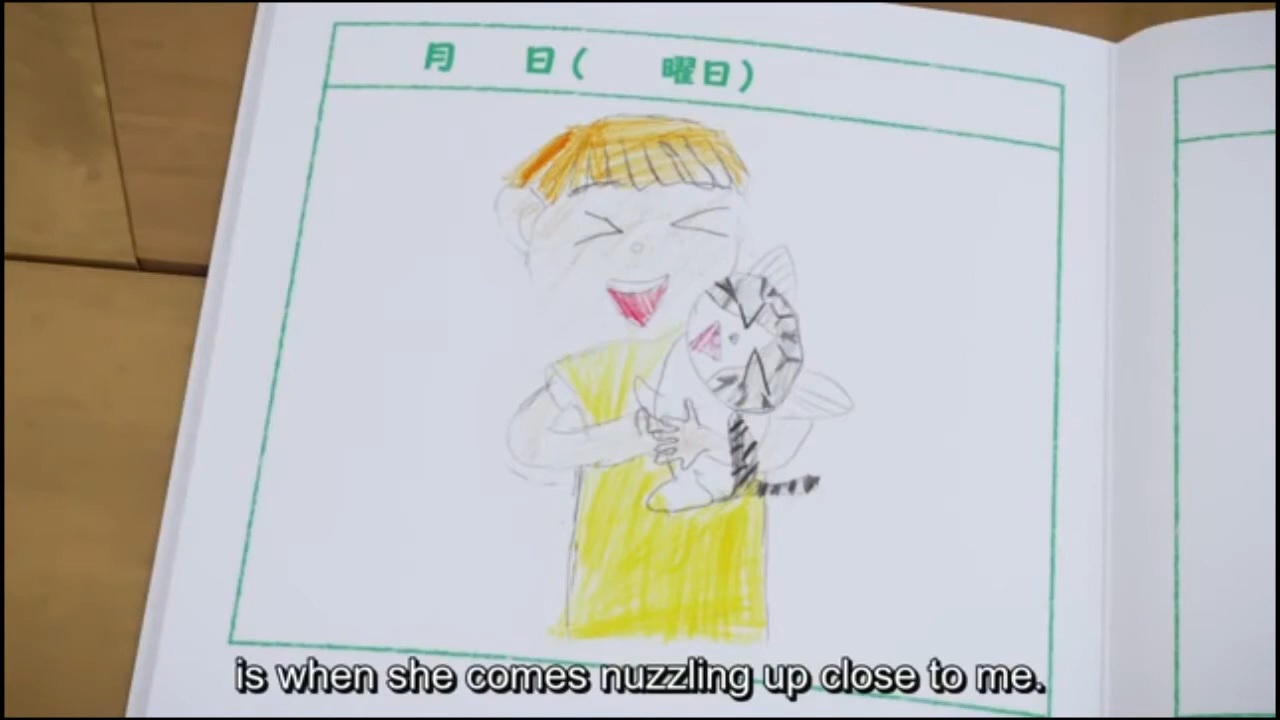 月 日( 曜日)
is when she comes nuzzling up close to me.